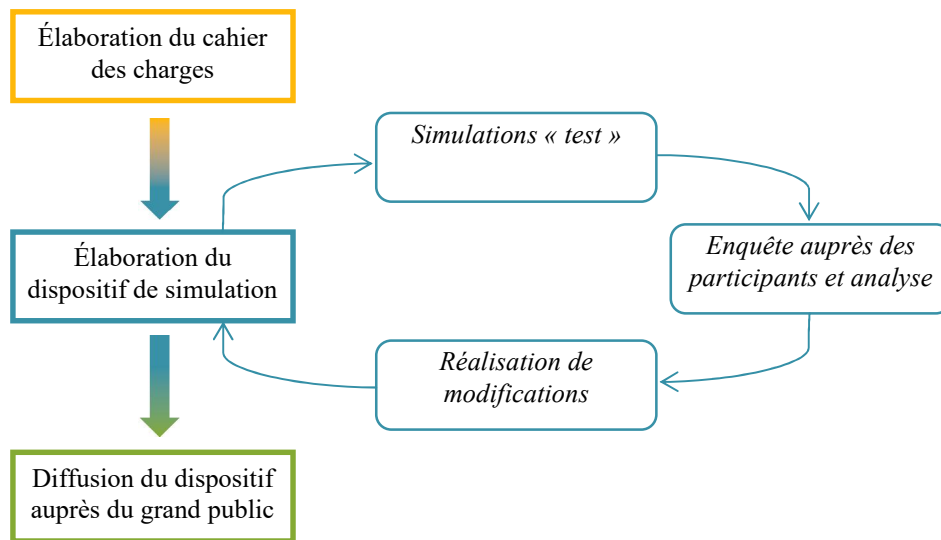 Élaboration du cahier
des charges
Simulations « test »
Élaboration du
dispositif de simulation
Enquête auprès des
participants et analyse
Réalisation de
modifications
Diffusion du dispositif
auprès du grand public